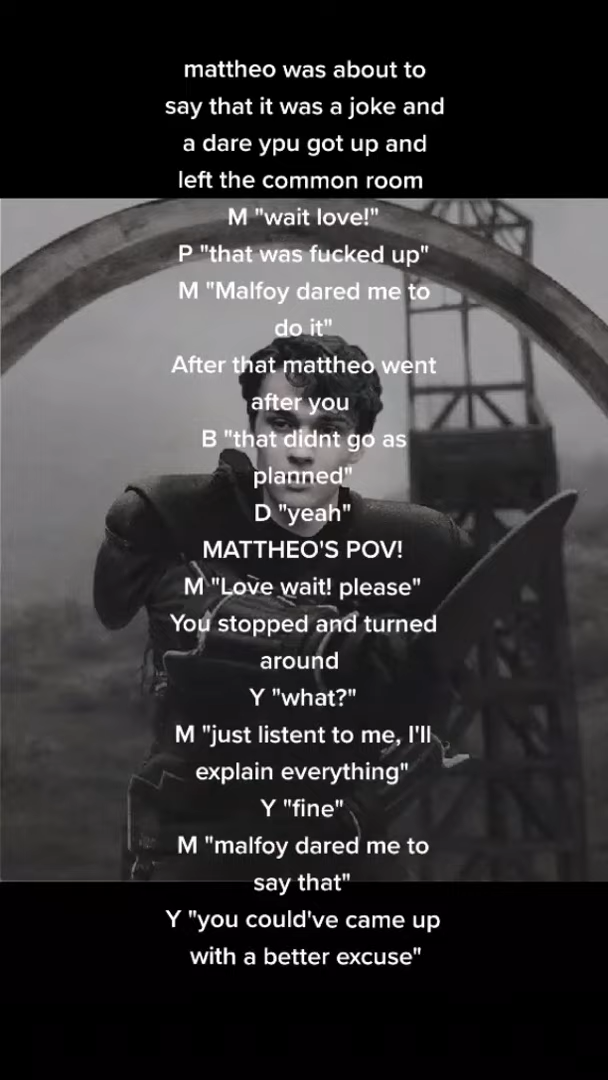 mattheo was about to
say that it was a joke and
a dare ypu got up and
left the common room
M "wait love!"
P "that was fucked up"
M "Malfoy dared me to
do it"
After that mattheo went
after you
B "that didnt go as
planned"
D "yeah"
MATTHEO'S POV!
M "Love wait! please"
You stopped and turned
around
Y "what?"
M "just listent to me, I'll
explain everything"
Y "fine"
M "malfoy dared me to
say that"
Y "you could've came up
with a better excuse"